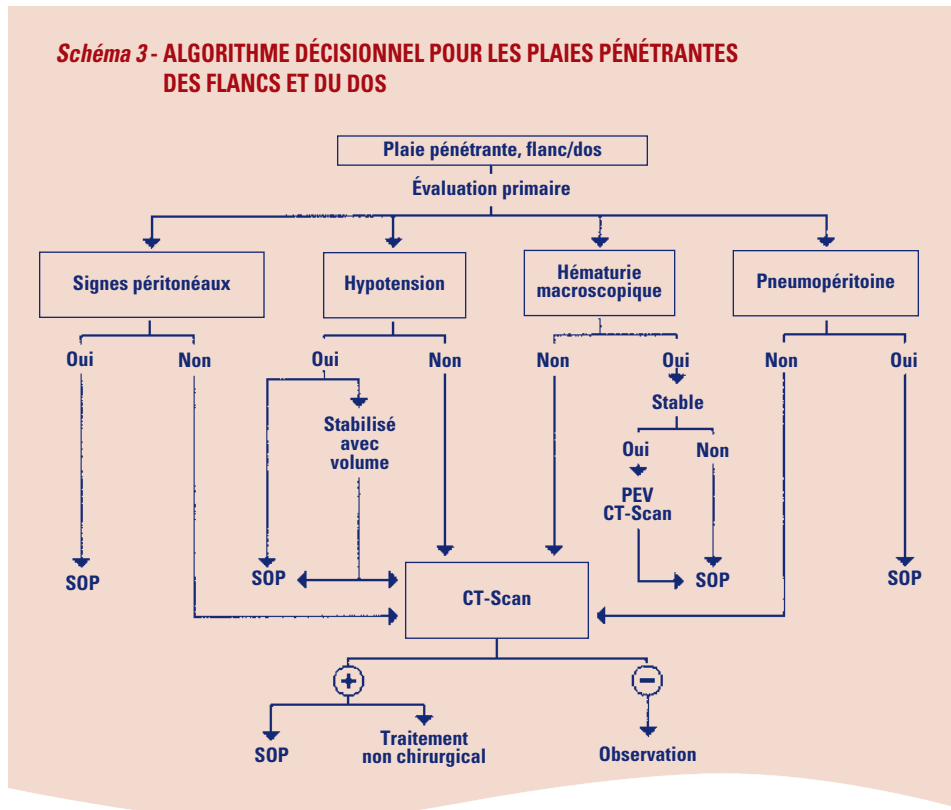 Schéma 3 - ALGORITHME DÉCISIONNEL POUR LES PLAIES PÉNÉTRANTES
DES FLANCS ET DU DOS
Plaie pénétrante, flanc/dos
Évaluation primaire
Signes péritonéaux
Hypotension
Hématurie
macroscopique
Pneumopéritoine
Oui
Non
Oui
Non
Non
Oui
Non
Oui
Stabilisé
avec
volume
Stable
Oui
Non
PEV
CT-Scan
SOP
SOP
CT-Scan
SOP
SOP
+
−
SOP
Traitement
non chirurgical
Observation